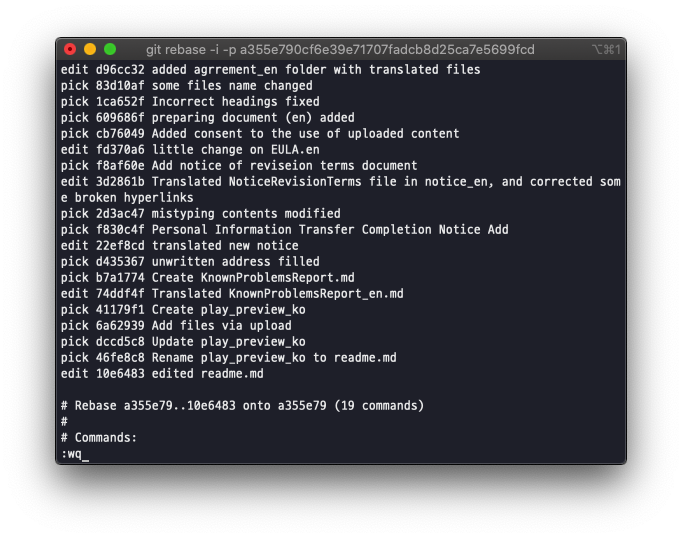 git rebase -i -p a355e790cf6e39e71707fadcb8d25ca7e5699fcd ⌥⌘1
edit d96cc32 added agrrement_en folder with translated files
pick 83d10af some files name changed
pick 1ca652f Incorrect headings fixed
pick 609686f preparing document (en) added
pick cb76049 Added consent to the use of uploaded content
edit fd370a6 little change on EULA.en
pick f8af60e Add notice of reviseion terms document
edit 3d2861b Translated NoticeRevisionTerms file in notice_en, and corrected som
e broken hyperlinks
pick 2d3ac47 mistyping contents modified
pick f830c4f Personal Information Transfer Completion Notice Add
edit 22ef8cd translated new notice
pick d435367 unwritten address filled
pick b7a1774 Create KnownProblemsReport.md
edit 74ddf4f Translated KnownProblemsReport_en.md
pick 41179f1 Create play_preview_ko
pick 6a62939 Add files via upload
pick dccd5c8 Update play_preview_ko
pick 46fe8c8 Rename play_preview_ko to readme.md
edit 10e6483 edited readme.md
# Rebase a355e79..10e6483 onto a355e79 (19 commands)
#
# Commands:
:wq_